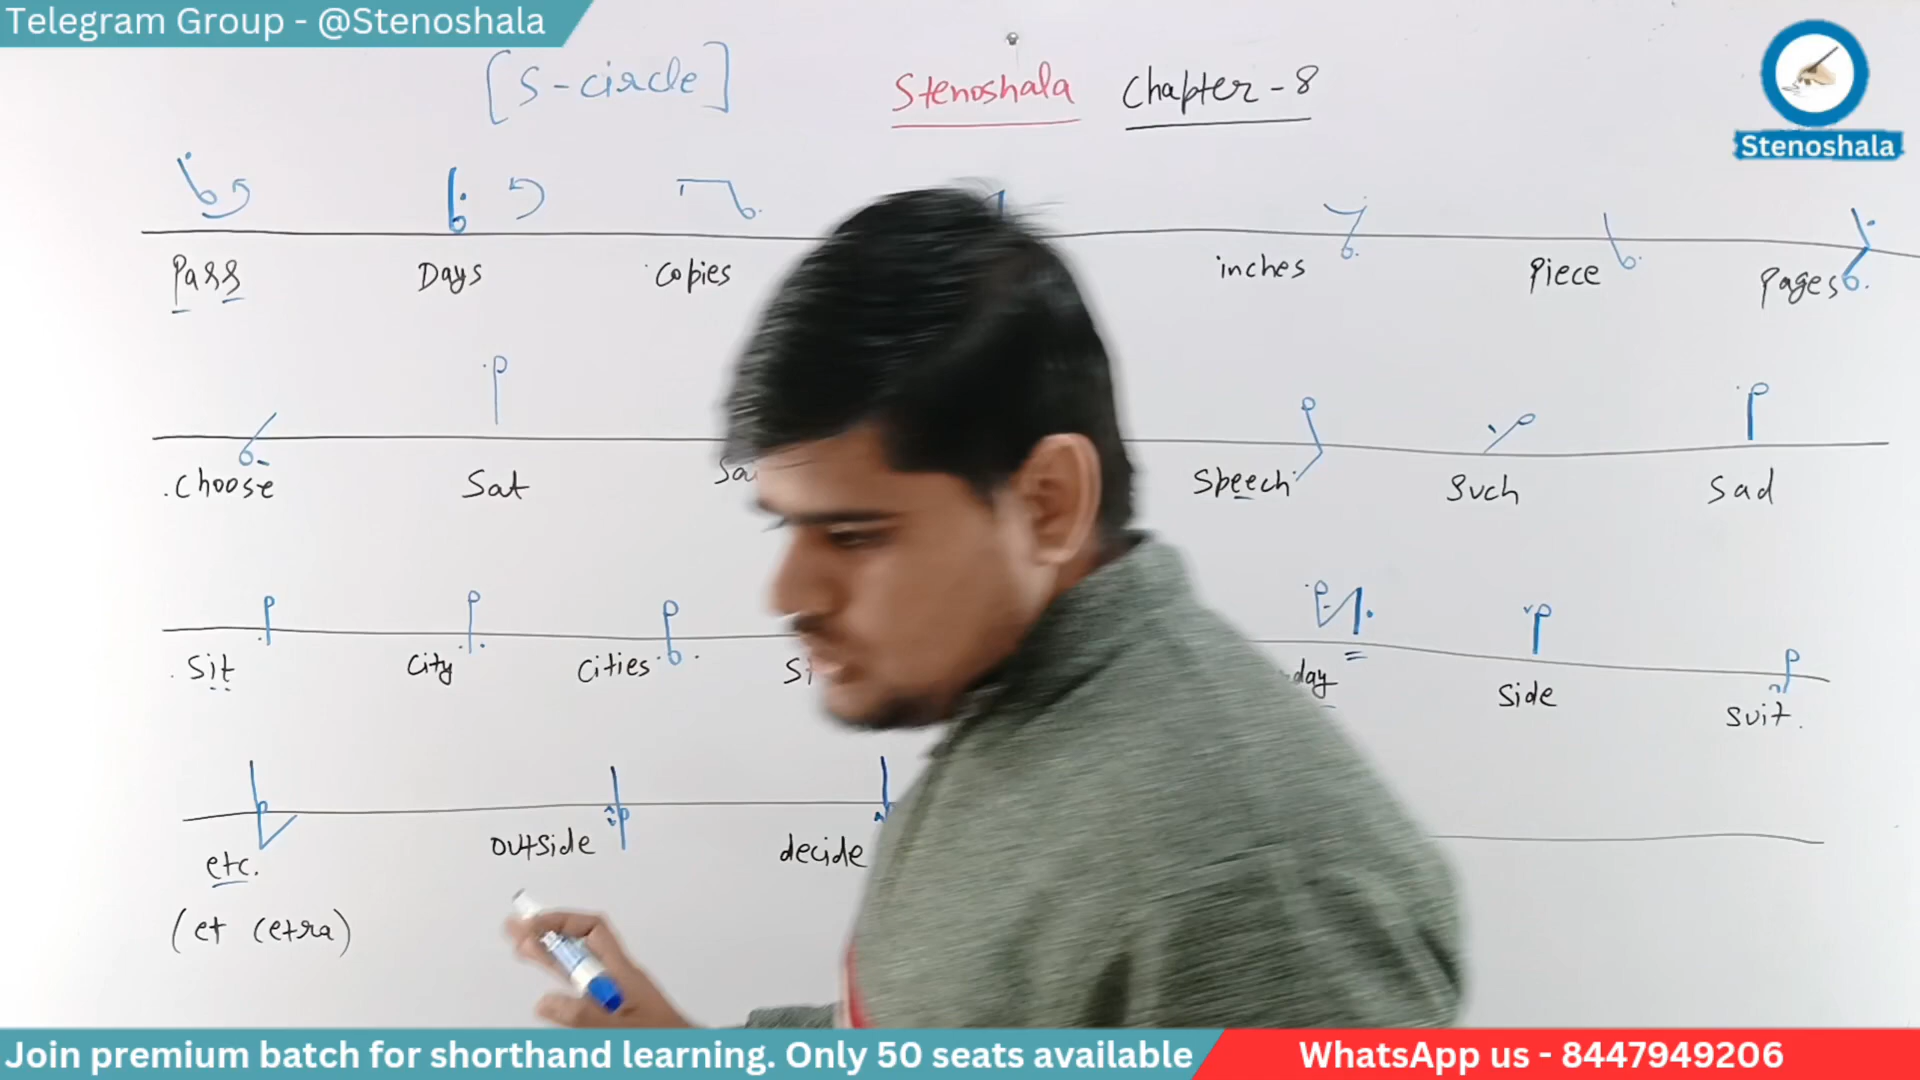 Telegram Group - @Stenoshala
[S-circle] Stenoshala Chapter-8
Stenoshala
Pass Days Copies inches Piece Pages
Choose Sat Speech Such Sad
Sit City Cities day Side Suit.
etc. outside decide
(et cetra)
Join premium batch for shorthand learning. Only 50 seats available
WhatsApp us - 8447949206